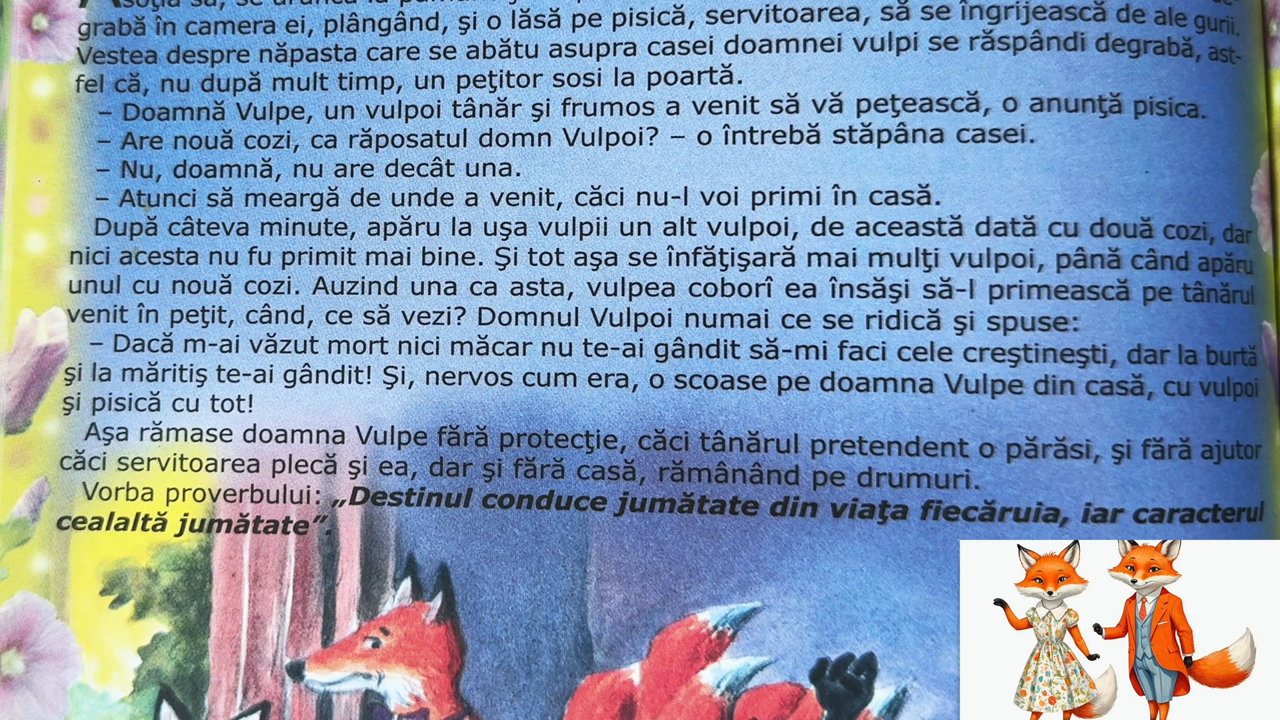 grabă în camera ei, plângând, şi o lăsă pe pisică, servitoarea, să se îngrijească de ale gurii.
Vestea despre năpasta care se abătu asupra casei doamnei vulpi se răspândi degrabă, ast-
fel că, nu după mult timp, un peţitor sosi la poartă.
– Doamnă Vulpe, un vulpoi tânăr şi frumos a venit să vă peţească, o anunţă pisica.
– Are nouă cozi, ca răposatul domn Vulpoi? – o întrebă stăpâna casei.
– Nu, doamnă, nu are decât una.
– Atunci să meargă de unde a venit, căci nu-l voi primi în casă.
După câteva minute, apăru la uşa vulpii un alt vulpoi, de această dată cu două cozi, dar
nici acesta nu fu primit mai bine. Şi tot aşa se înfăţişară mai mulţi vulpoi, până când apăru
unul cu nouă cozi. Auzind una ca asta, vulpea coborî ea însăşi să-l primească pe tânărul
venit în peţit, când, ce să vezi? Domnul Vulpoi numai ce se ridică şi spuse:
– Dacă m-ai văzut mort nici măcar nu te-ai gândit să-mi faci cele creştineşti, dar la burtă
şi la măritiş te-ai gândit! Şi, nervos cum era, o scoase pe doamna Vulpe din casă, cu vulpoi
şi pisică cu tot!
Aşa rămase doamna Vulpe fără protecţie, căci tânărul pretendent o părăsi, şi fără ajutor
căci servitoarea plecă şi ea, dar şi fără casă, rămânând pe drumuri.
Vorba proverbului: „Destinul conduce jumătate din viaţa fiecăruia, iar caracterul
cealaltă jumătate”.